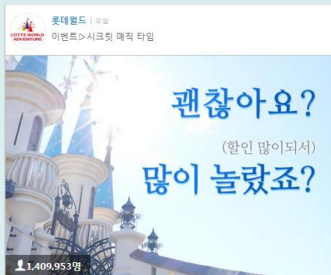 롯데월드 | 오늘
LOTTE WORLD
ADVENTURE
이벤트▷시크릿 매직 타임
괜찮아요?
(할인 많이되서)
많이 놀랐죠?
1,409,953명